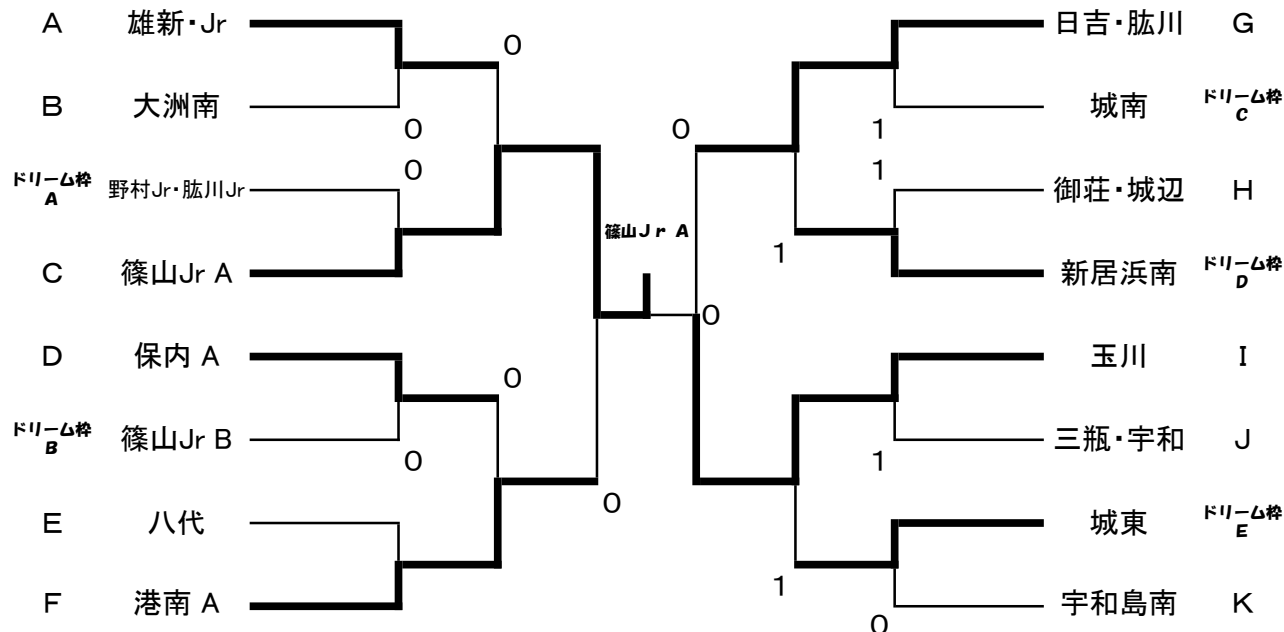 A 雄新・Jr
B 大洲南
ドリーム枠
A
野村Jr・肱川Jr
C 篠山Jr A
D 保内 A
ドリーム枠
B
篠山Jr B
E 八代
F 港南 A
0
0
0
0
0
0
篠山Jr A
0
0
1
1
1
1
1
0
日吉・肱川 G
城南
ドリーム枠
C
御荘・城辺 H
新居浜南
ドリーム枠
D
玉川 I
三瓶・宇和 J
城東
ドリーム枠
E
宇和島南 K